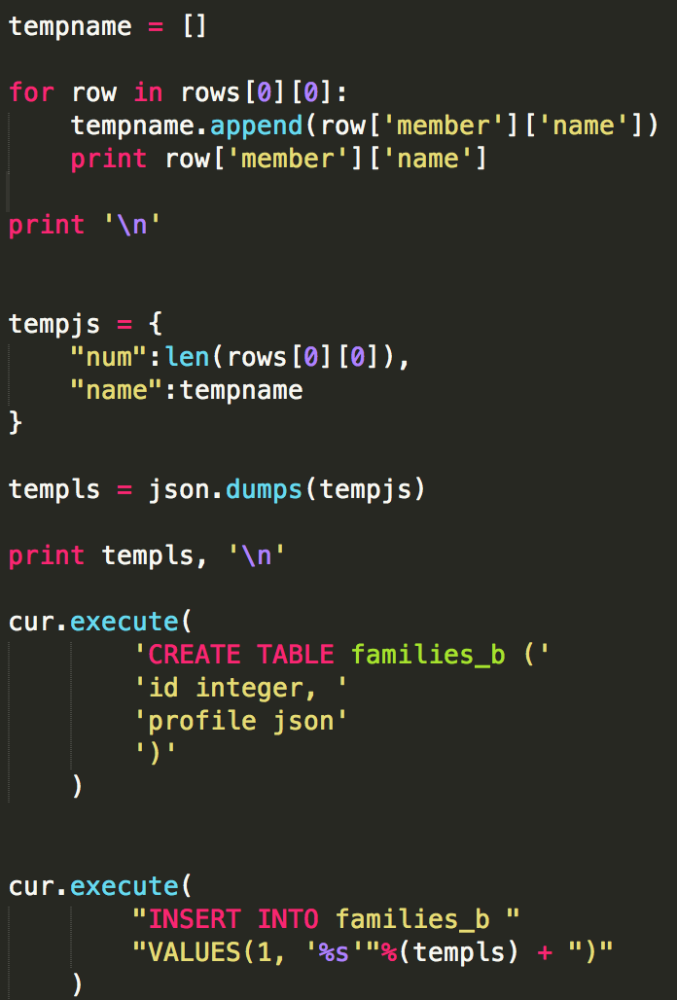 tempname = []
for row in rows[0][0]:
    tempname.append(row['member']['name'])
    print row['member']['name']
print '\n'
tempjs = {
    "num":len(rows[0][0]),
    "name":tempname
}
templs = json.dumps(tempjs)
print templs, '\n'
cur.execute(
        'CREATE TABLE families_b ('
        'id integer, '
        'profile json'
        ')'
    )
cur.execute(
        "INSERT INTO families_b "
        "VALUES(1, '%s'"%(templs) + ")"
    )